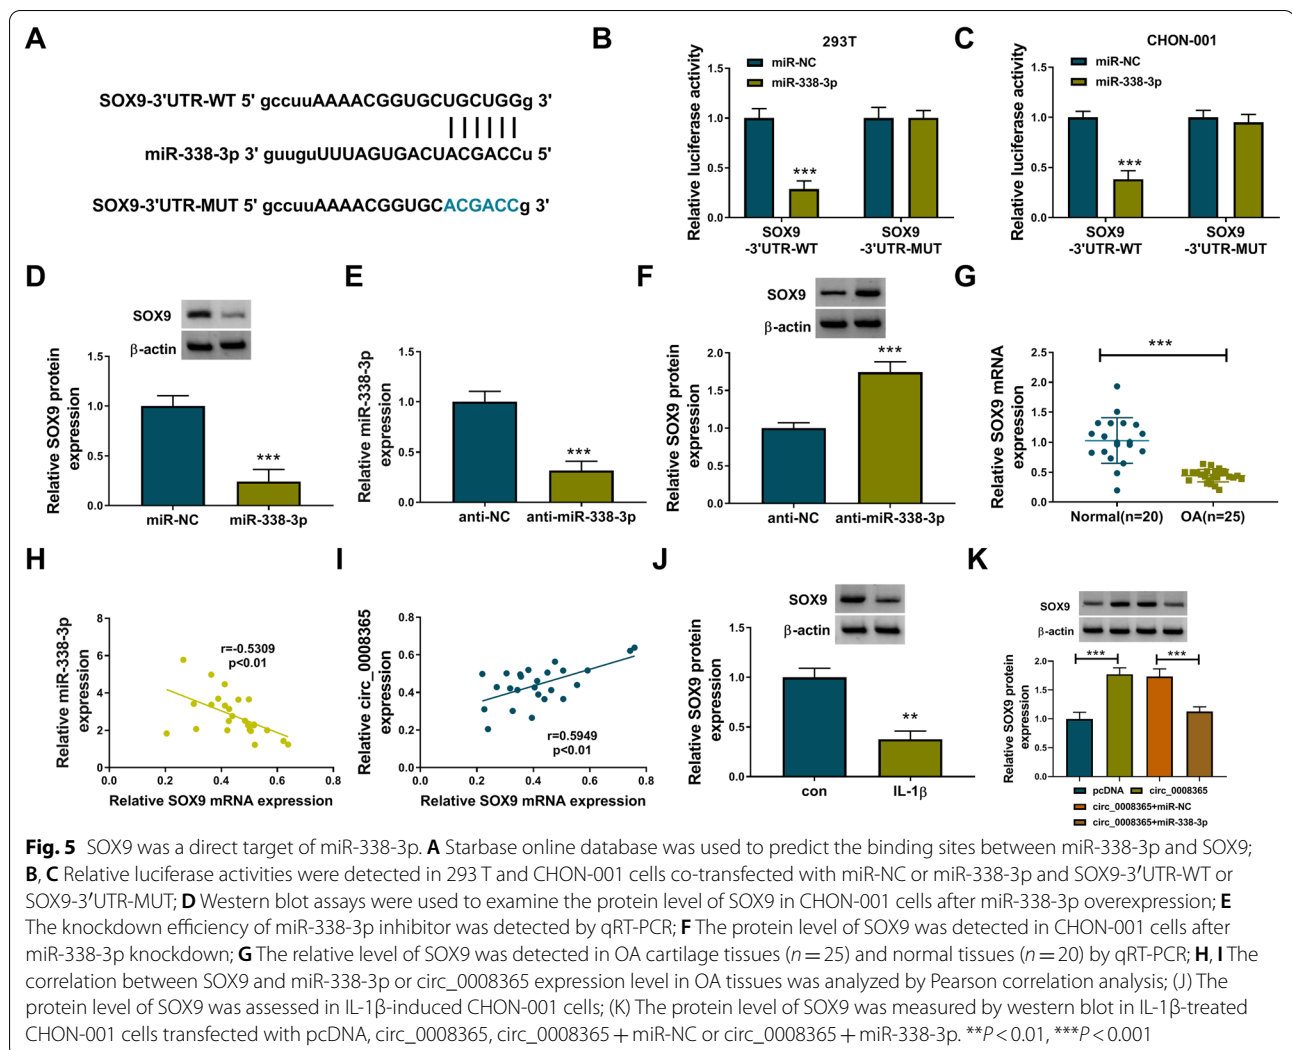 A
SOX9-3'UTR-WT 5' gccuuAAAACGGUGCUGCUGGg 3'
miR-338-3p 3' guuguUUUAGUGACUACGACCu 5'
SOX9-3'UTR-MUT 5' gccuuAAAACGGUGCACGACCg 3'
B
293T
miR-NC
miR-338-3p
Relative luciferase activity
1.5
1.0
0.5
0.0
***
SOX9
-3'UTR-WT
SOX9
-3'UTR-MUT
C
CHON-001
miR-NC
miR-338-3p
Relative luciferase activity
1.5
1.0
0.5
0.0
***
SOX9
-3'UTR-WT
SOX9
-3'UTR-MUT
D
SOX9
β-actin
Relative SOX9 protein
expression
1.5
1.0
0.5
0.0
***
miR-NC
miR-338-3p
E
Relative miR-338-3p
expression
1.5
1.0
0.5
0.0
***
anti-NC
anti-miR-338-3p
F
SOX9
β-actin
Relative SOX9 protein
expression
2.0
1.5
1.0
0.5
0.0
***
anti-NC
anti-miR-338-3p
G
Relative SOX9 mRNA
expression
2.5
2.0
1.5
1.0
0.5
0.0
***
Normal(n=20)
OA(n=25)
H
Relative miR-338-3p
expression
8
6
4
2
0
r=-0.5309
p<0.01
0.0 0.2 0.4 0.6 0.8
Relative SOX9 mRNA expression
I
Relative circ_0008365
expression
0.8
0.6
0.4
0.2
0.0
r=0.5949
p<0.01
0.0 0.2 0.4 0.6 0.8
Relative SOX9 mRNA expression
J
SOX9
β-actin
Relative SOX9 protein
expression
1.5
1.0
0.5
0.0
**
con
IL-1β
K
SOX9
β-actin
Relative SOX9 protein
expression
2.0
1.5
1.0
0.5
0.0
***
***
pcDNA circ_0008365
circ_0008365+miR-NC
circ_0008365+miR-338-3p
Fig. 5 SOX9 was a direct target of miR-338-3p. A Starbase online database was used to predict the binding sites between miR-338-3p and SOX9;
B, C Relative luciferase activities were detected in 293 T and CHON-001 cells co-transfected with miR-NC or miR-338-3p and SOX9-3′UTR-WT or
SOX9-3′UTR-MUT; D Western blot assays were used to examine the protein level of SOX9 in CHON-001 cells after miR-338-3p overexpression; E
The knockdown efficiency of miR-338-3p inhibitor was detected by qRT-PCR; F The protein level of SOX9 was detected in CHON-001 cells after
miR-338-3p knockdown; G The relative level of SOX9 was detected in OA cartilage tissues (n = 25) and normal tissues (n = 20) by qRT-PCR; H, I The
correlation between SOX9 and miR-338-3p or circ_0008365 expression level in OA tissues was analyzed by Pearson correlation analysis; (J) The
protein level of SOX9 was assessed in IL-1β-induced CHON-001 cells; (K) The protein level of SOX9 was measured by western blot in IL-1β-treated
CHON-001 cells transfected with pcDNA, circ_0008365, circ_0008365 + miR-NC or circ_0008365 + miR-338-3p. **P < 0.01, ***P < 0.001